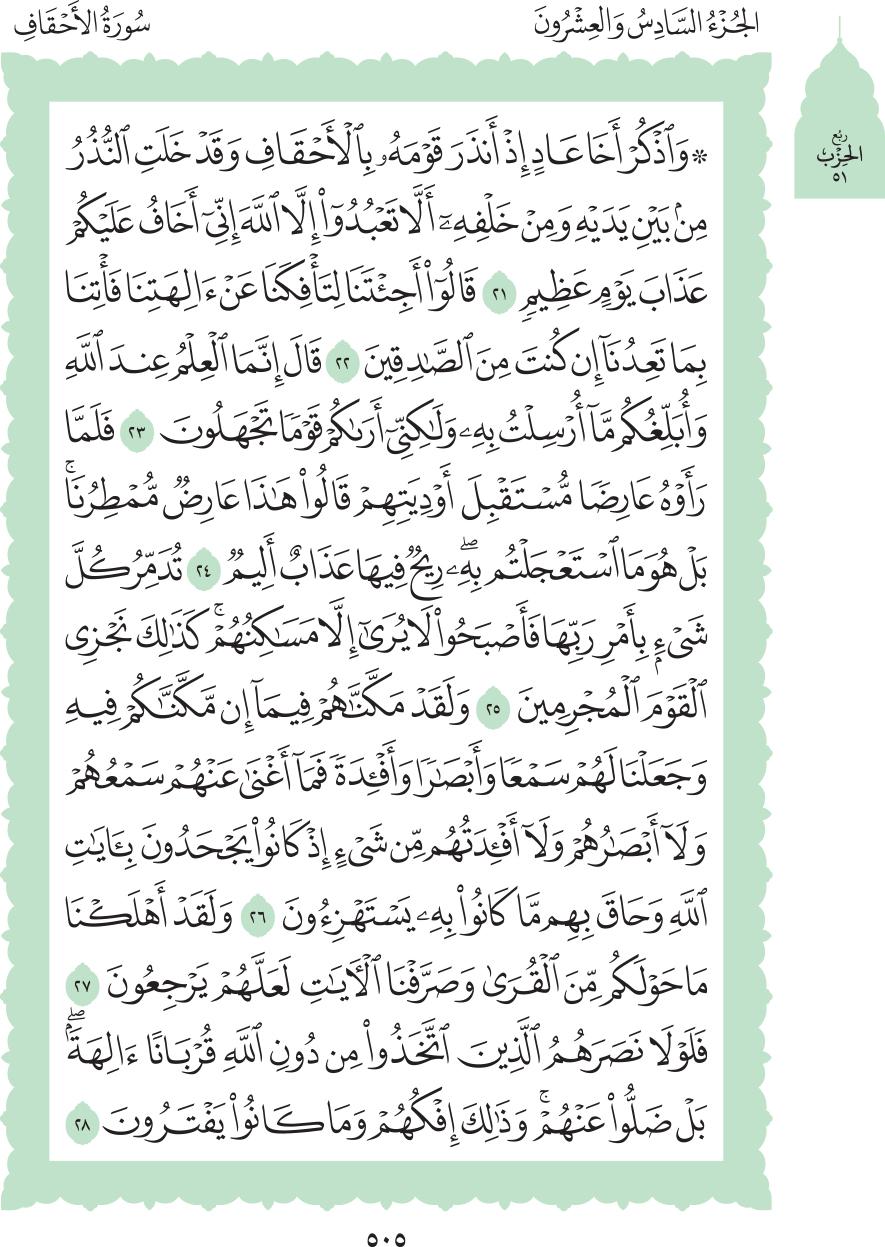 الجُزْءُ السَّادِسُ وَالعِشْرُونَ
سُورَةُ الأَحْقَافِ
رُبْع
الحِزْب
٥١
۞ وَٱذْكُرْ أَخَا عَادٍ إِذْ أَنذَرَ قَوْمَهُۥ بِٱلْأَحْقَافِ وَقَدْ خَلَتِ ٱلنُّذُرُ
مِنۢ بَيْنِ يَدَيْهِ وَمِنْ خَلْفِهِۦٓ أَلَّا تَعْبُدُوٓا۟ إِلَّا ٱللَّهَ إِنِّىٓ أَخَافُ عَلَيْكُمْ
عَذَابَ يَوْمٍ عَظِيمٍ ٢١ قَالُوٓا۟ أَجِئْتَنَا لِتَأْفِكَنَا عَنْ ءَالِهَتِنَا فَأْتِنَا
بِمَا تَعِدُنَآ إِن كُنتَ مِنَ ٱلصَّـٰدِقِينَ ٢٢ قَالَ إِنَّمَا ٱلْعِلْمُ عِندَ ٱللَّهِ
وَأُبَلِّغُكُم مَّآ أُرْسِلْتُ بِهِۦ وَلَـٰكِنِّىٓ أَرَىٰكُمْ قَوْمًا تَجْهَلُونَ ٢٣ فَلَمَّا
رَأَوْهُ عَارِضًا مُّسْتَقْبِلَ أَوْدِيَتِهِمْ قَالُوا۟ هَـٰذَا عَارِضٌ مُّمْطِرُنَا ۚ
بَلْ هُوَ مَا ٱسْتَعْجَلْتُم بِهِۦ ۖ رِيحٌ فِيهَا عَذَابٌ أَلِيمٌ ٢٤ تُدَمِّرُ كُلَّ
شَىْءٍۭ بِأَمْرِ رَبِّهَا فَأَصْبَحُوا۟ لَا يُرَىٰٓ إِلَّا مَسَـٰكِنُهُمْ ۚ كَذَٰلِكَ نَجْزِى
ٱلْقَوْمَ ٱلْمُجْرِمِينَ ٢٥ وَلَقَدْ مَكَّنَّـٰهُمْ فِيمَآ إِن مَّكَّنَّـٰكُمْ فِيهِ
وَجَعَلْنَا لَهُمْ سَمْعًا وَأَبْصَـٰرًا وَأَفْـِٔدَةً فَمَآ أَغْنَىٰ عَنْهُمْ سَمْعُهُمْ
وَلَآ أَبْصَـٰرُهُمْ وَلَآ أَفْـِٔدَتُهُم مِّن شَىْءٍ إِذْ كَانُوا۟ يَجْحَدُونَ بِـَٔايَـٰتِ
ٱللَّهِ وَحَاقَ بِهِم مَّا كَانُوا۟ بِهِۦ يَسْتَهْزِءُونَ ٢٦ وَلَقَدْ أَهْلَكْنَا
مَا حَوْلَكُم مِّنَ ٱلْقُرَىٰ وَصَرَّفْنَا ٱلْـَٔايَـٰتِ لَعَلَّهُمْ يَرْجِعُونَ ٢٧
فَلَوْلَا نَصَرَهُمُ ٱلَّذِينَ ٱتَّخَذُوا۟ مِن دُونِ ٱللَّهِ قُرْبَانًا ءَالِهَةًۢ ۖ
بَلْ ضَلُّوا۟ عَنْهُمْ ۚ وَذَٰلِكَ إِفْكُهُمْ وَمَا كَانُوا۟ يَفْتَرُونَ ٢٨
٥٠٥